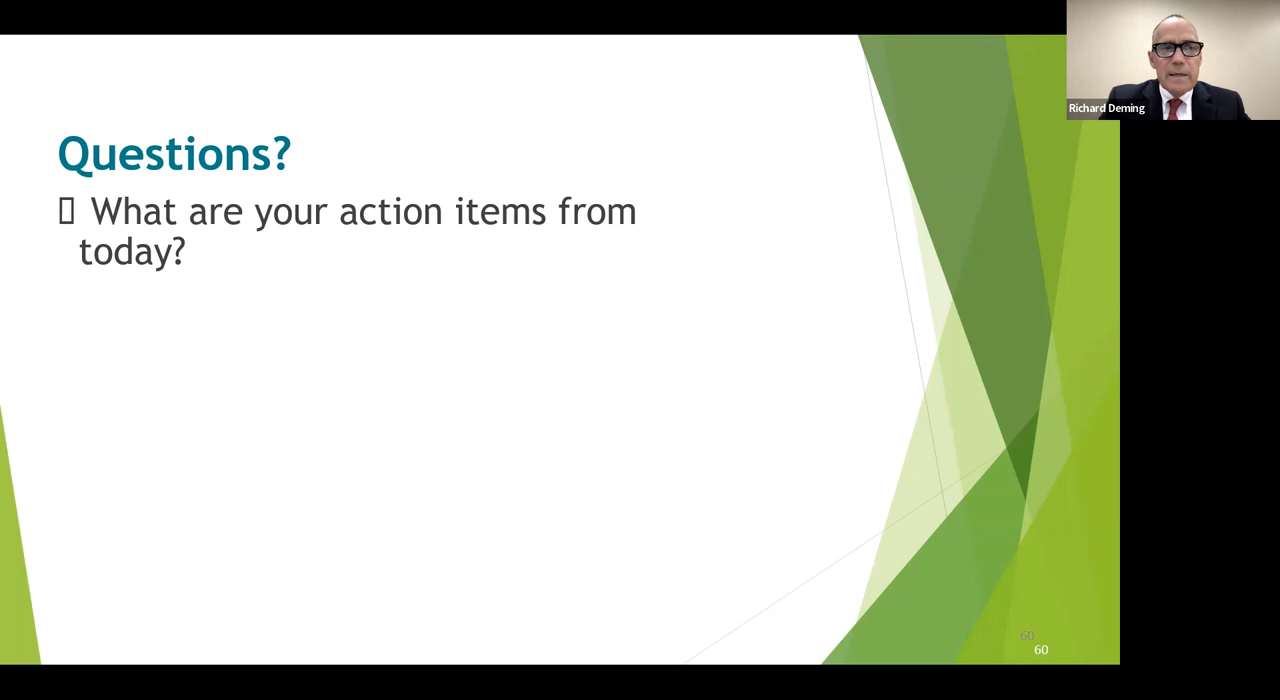 Richard Deming
Questions?
What are your action items from
today?
60
60